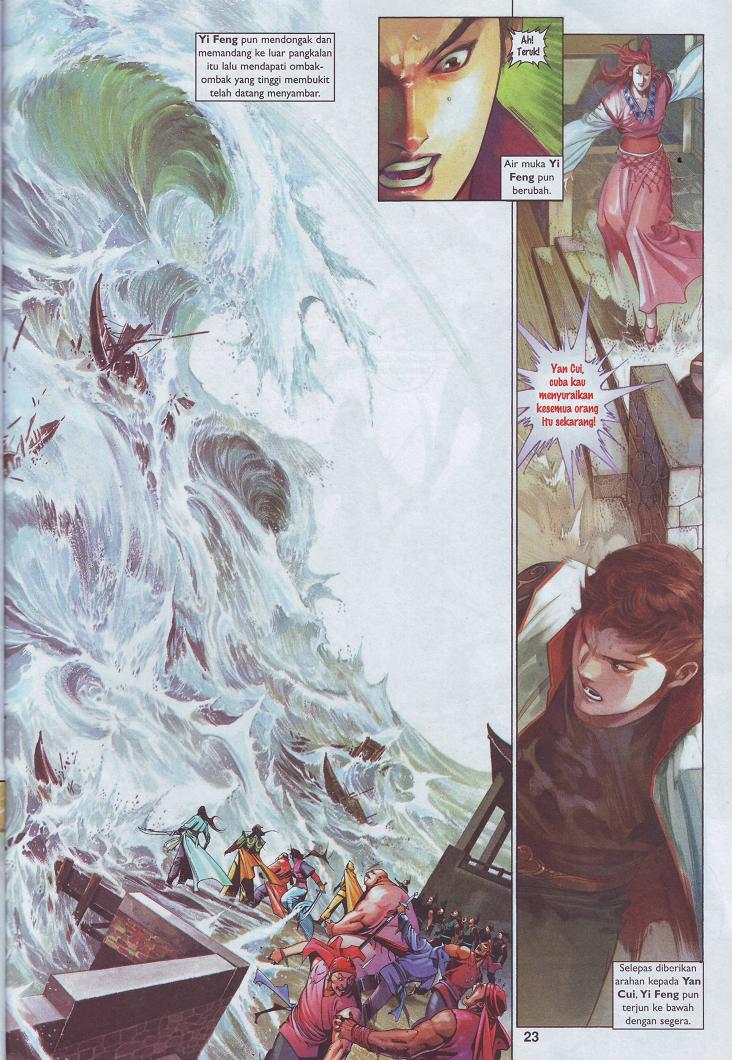 Yi Feng pun mendongak dan
memandang ke luar pangkalan
itu lalu mendapati ombak-
ombak yang tinggi membukit
telah datang menyambar.
Ah!
Teruk!
Air muka Yi
Feng pun
berubah.
Yan Cui,
cuba kau
menyuraikan
kesemua orang
itu sekarang!
Selepas diberikan
arahan kepada Yan
Cui, Yi Feng pun
terjun ke bawah
dengan segera.
23